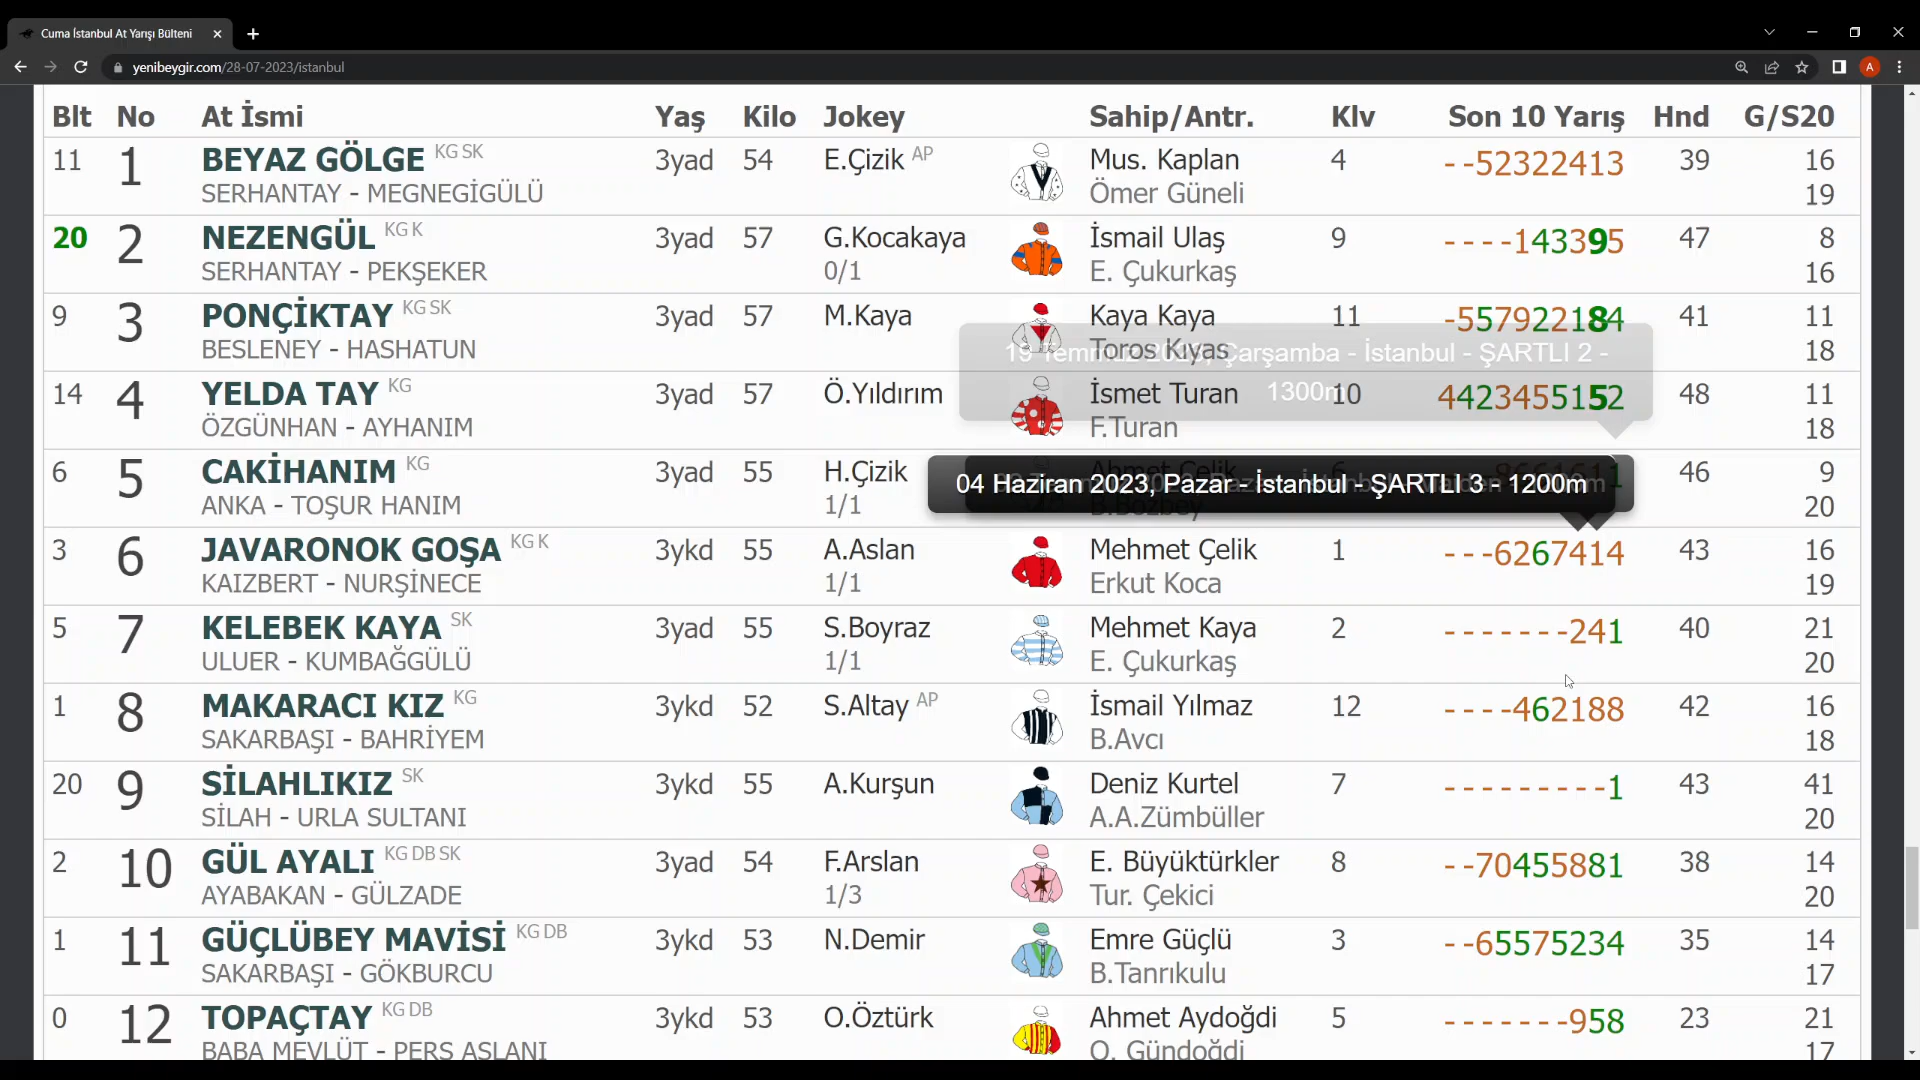 Cuma İstanbul At Yarışı Bülteni
yenibeygir.com/28-07-2023/istanbul
A
Blt No At İsmi Yaş Kilo Jokey Sahip/Antr. Klv Son 10 Yarış Hnd G/S20
11 1 BEYAZ GÖLGE KG SK 3yad 54 E.Çizik AP Mus. Kaplan 4 - -52322413 39 16
SERHANTAY - MEGNEGİGÜLÜ Ömer Güneli 19
20 2 NEZENGÜL KG K 3yad 57 G.Kocakaya İsmail Ulaş 9 - - - -143395 47 8
SERHANTAY - PEKŞEKER 0/1 E. Çukurkaş 16
9 3 PONÇİKTAY KG SK 3yad 57 M.Kaya Kaya Kaya 11 -557922184 41 11
BESLENEY - HASHATUN Toros Kıyas 18
Çarşamba - İstanbul - ŞARTLI 2 -
1300m
14 4 YELDA TAY KG 3yad 57 Ö.Yıldırım İsmet Turan 10 4423455152 48 11
ÖZGÜNHAN - AYHANIM F.Turan 18
6 5 CAKİHANIM KG 3yad 55 H.Çizik 46 9
04 Haziran 2023, Pazar - İstanbul - ŞARTLI 3 - 1200m
ANKA - TOŞUR HANIM 1/1 20
3 6 JAVARONOK GOŞA KG K 3ykd 55 A.Aslan Mehmet Çelik 1 - - -6267414 43 16
KAIZBERT - NURŞİNECE 1/1 Erkut Koca 19
5 7 KELEBEK KAYA SK 3yad 55 S.Boyraz Mehmet Kaya 2 - - - - - - -241 40 21
ULUER - KUMBAĞGÜLÜ 1/1 E. Çukurkaş 20
1 8 MAKARACI KIZ KG 3ykd 52 S.Altay AP İsmail Yılmaz 12 - - - -462188 42 16
SAKARBAŞI - BAHRİYEM B.Avcı 18
20 9 SİLAHLIKIZ SK 3ykd 55 A.Kurşun Deniz Kurtel 7 - - - - - - - - -1 43 41
SİLAH - URLA SULTANI A.A.Zümbüller 20
2 10 GÜL AYALI KG DB SK 3yad 54 F.Arslan E. Büyüktürkler 8 - -70455881 38 14
AYABAKAN - GÜLZADE 1/3 Tur. Çekici 20
1 11 GÜÇLÜBEY MAVİSİ KG DB 3ykd 53 N.Demir Emre Güçlü 3 - -65575234 35 14
SAKARBAŞI - GÖKBURCU B.Tanrıkulu 17
0 12 TOPAÇTAY KG DB 3ykd 53 O.Öztürk Ahmet Aydoğdi 5 - - - - - - -958 23 21
BABA MEVLÜT - PERS ASLANI O. Gündoğdi 17